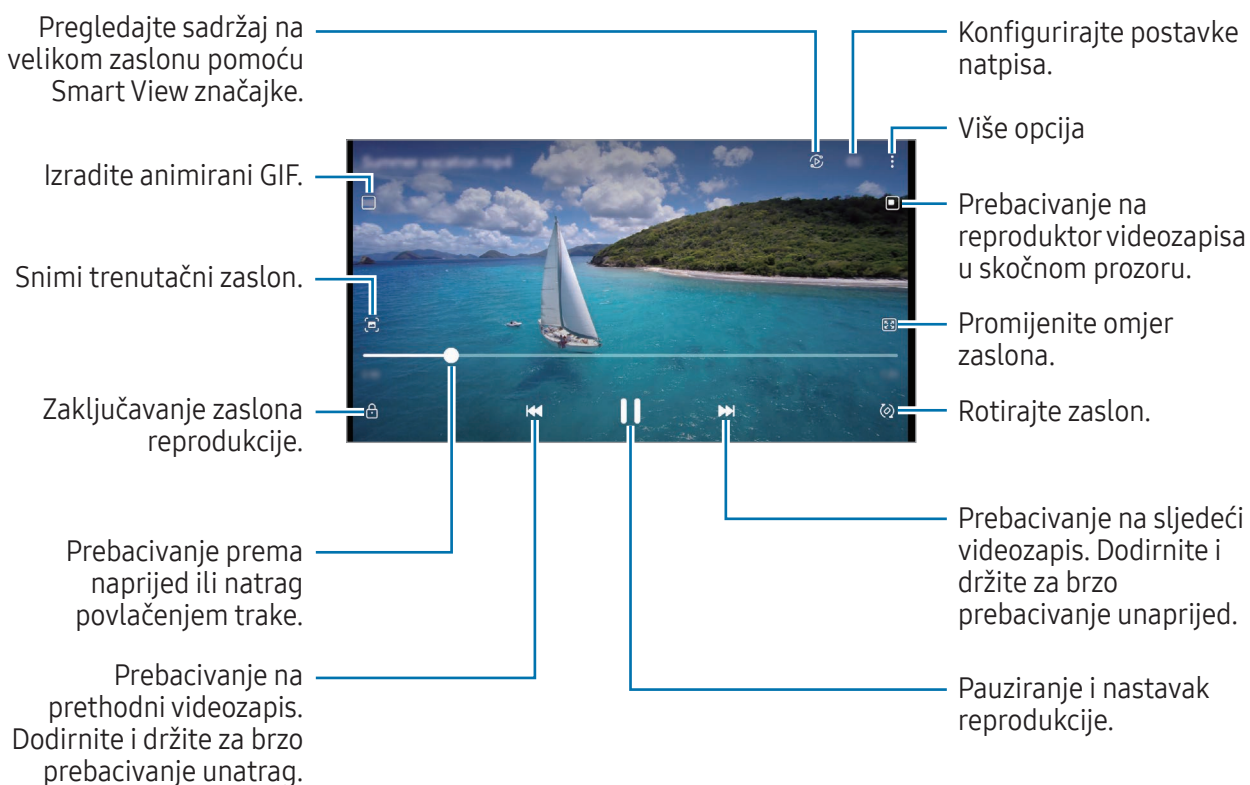 Pregledajte sadržaj na
velikom zaslonu pomoću
Smart View značajke.
Izradite animirani GIF.
Snimi trenutačni zaslon.
Zaključavanje zaslona
reprodukcije.
Prebacivanje prema
naprijed ili natrag
povlačenjem trake.
Prebacivanje na
prethodni videozapis.
Dodirnite i držite za brzo
prebacivanje unatrag.
Konfigurirajte postavke
natpisa.
Više opcija
Prebacivanje na
reproduktor videozapisa
u skočnom prozoru.
Promijenite omjer
zaslona.
Rotirajte zaslon.
Prebacivanje na sljedeći
videozapis. Dodirnite i
držite za brzo
prebacivanje unaprijed.
Pauziranje i nastavak
reprodukcije.